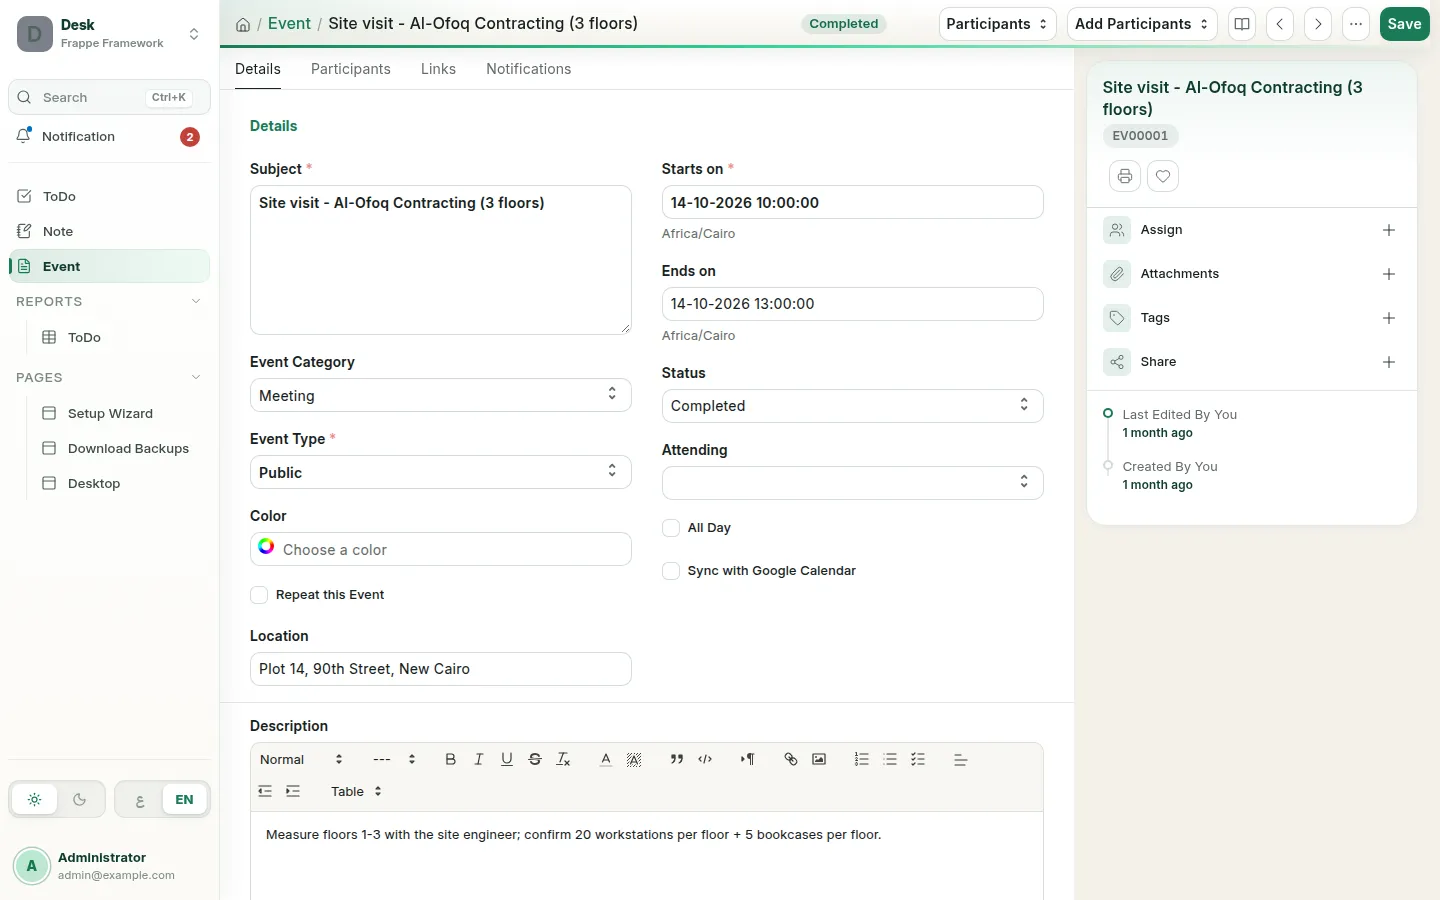 D
Desk
Frappe Framework
Search
Ctrl+K
Notification
2
ToDo
Note
Event
REPORTS
ToDo
PAGES
Setup Wizard
Download Backups
Desktop
ع
EN
A
Administrator
admin@example.com
/ Event / Site visit - Al-Ofoq Contracting (3 floors)
Completed
Participants
Add Participants
Save
Details
Participants
Links
Notifications
Details
Subject *
Site visit - Al-Ofoq Contracting (3 floors)
Event Category
Meeting
Event Type *
Public
Color
Choose a color
Repeat this Event
Location
Plot 14, 90th Street, New Cairo
Starts on *
14-10-2026 10:00:00
Africa/Cairo
Ends on
14-10-2026 13:00:00
Africa/Cairo
Status
Completed
Attending
All Day
Sync with Google Calendar
Description
Normal
---
Table
Measure floors 1-3 with the site engineer; confirm 20 workstations per floor + 5 bookcases per floor.
Site visit - Al-Ofoq Contracting (3
floors)
EV00001
Assign
Attachments
Tags
Share
Last Edited By You
1 month ago
Created By You
1 month ago